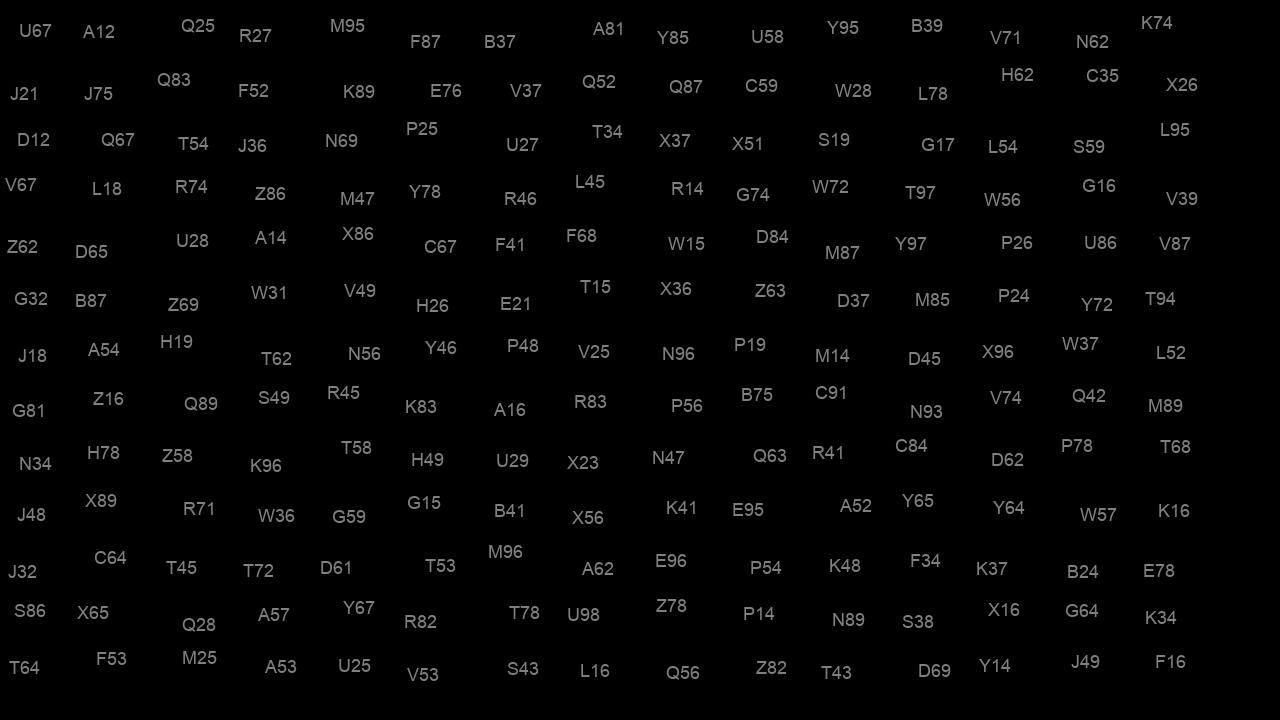 U67 A12 Q25 R27 M95 F87 B37 A81 Y85 U58 Y95 B39 V71 N62 K74
J21 J75 Q83 F52 K89 E76 V37 Q52 Q87 C59 W28 L78 H62 C35 X26
D12 Q67 T54 J36 N69 P25 U27 T34 X37 X51 S19 G17 L54 S59 L95
V67 L18 R74 Z86 M47 Y78 R46 L45 R14 G74 W72 T97 W56 G16 V39
Z62 D65 U28 A14 X86 C67 F41 F68 W15 D84 M87 Y97 P26 U86 V87
G32 B87 Z69 W31 V49 H26 E21 T15 X36 Z63 D37 M85 P24 Y72 T94
J18 A54 H19 T62 N56 Y46 P48 V25 N96 P19 M14 D45 X96 W37 L52
G81 Z16 Q89 S49 R45 K83 A16 R83 P56 B75 C91 N93 V74 Q42 M89
N34 H78 Z58 K96 T58 H49 U29 X23 N47 Q63 R41 C84 D62 P78 T68
J48 X89 R71 W36 G59 G15 B41 X56 K41 E95 A52 Y65 Y64 W57 K16
J32 C64 T45 T72 D61 T53 M96 A62 E96 P54 K48 F34 K37 B24 E78
S86 X65 Q28 A57 Y67 R82 T78 U98 Z78 P14 N89 S38 X16 G64 K34
T64 F53 M25 A53 U25 V53 S43 L16 Q56 Z82 T43 D69 Y14 J49 F16